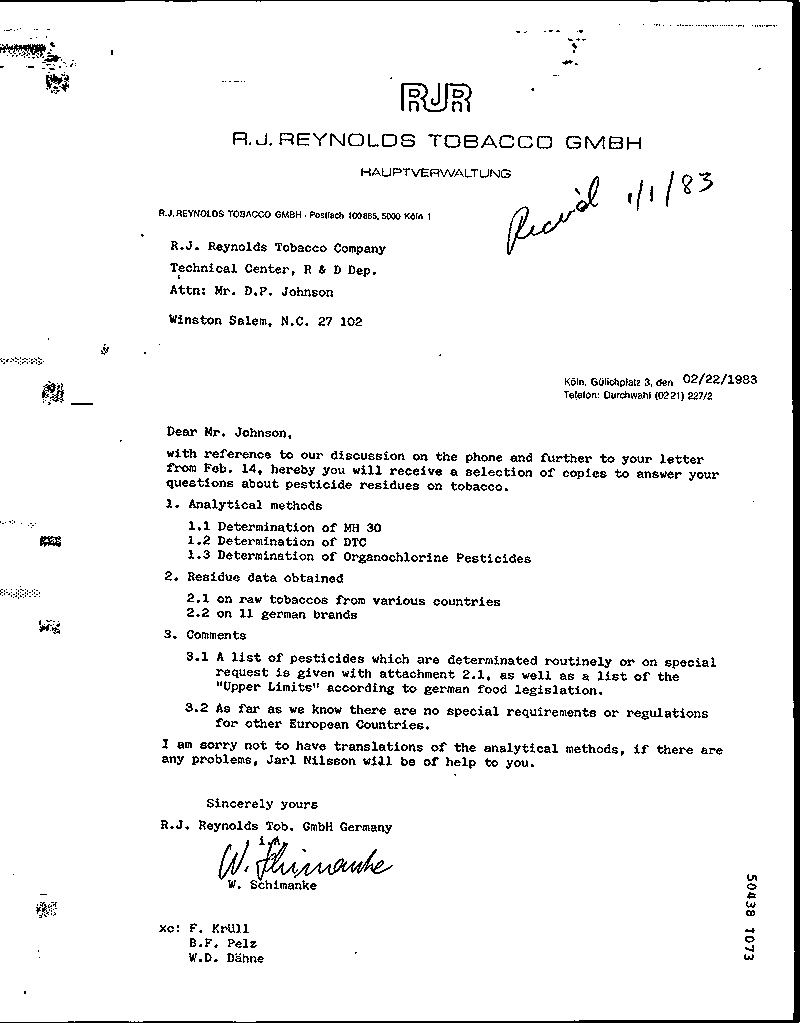 RJR
R.J. REYNOLDS TOBACCO GMBH
HAUPTVERWALTUNG
Receiv'd 1/1/83
R.J. REYNOLDS TOBACCO GMBH · Postfach 100865, 5000 Köln 1
R.J. Reynolds Tobacco Company
Technical Center, R & D Dep.
Attn: Mr. D.P. Johnson
Winston Salem, N.C. 27 102
Köln, Gülichplatz 3, den 02/22/1983
Telefon: Durchwahl (0221) 227/2
Dear Mr. Johnson,
with reference to our discussion on the phone and further to your letter
from Feb. 14, hereby you will receive a selection of copies to answer your
questions about pesticide residues on tobacco.
1. Analytical methods
1.1 Determination of MH 30
1.2 Determination of DTC
1.3 Determination of Organochlorine Pesticides
2. Residue data obtained
2.1 on raw tobaccos from various countries
2.2 on 11 german brands
3. Comments
3.1 A list of pesticides which are determinated routinely or on special
request is given with attachment 2.1, as well as a list of the
"Upper Limits" according to german food legislation.
3.2 As far as we know there are no special requirements or regulations
for other European Countries.
I am sorry not to have translations of the analytical methods, if there are
any problems, Jarl Nilsson will be of help to you.
Sincerely yours
R.J. Reynolds Tob. GmbH Germany
W. Schimanke
W. Schimanke
xc: F. Krüll
B.F. Pelz
W.D. Dähne
50438 1073